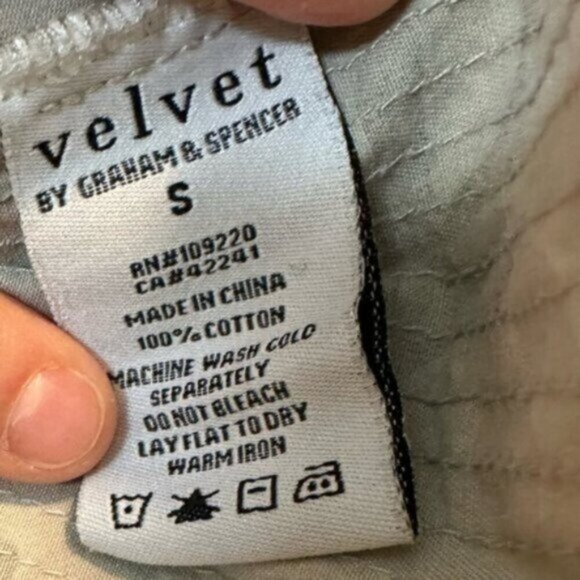 velvet
BY GRAHAM & SPENCER
S
RN#109220
CA#42241
MADE IN CHINA
100% COTTON
MACHINE WASH COLD
SEPARATELY
DO NOT BLEACH
LAY FLAT TO DRY
WARM IRON